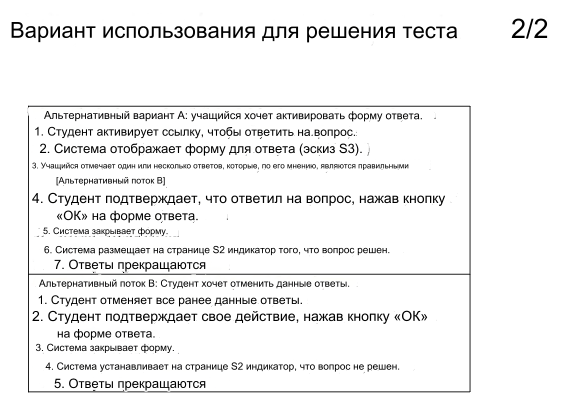 Вариант использования для решения теста 2/2
Альтернативный вариант A: учащийся хочет активировать форму ответа.
1. Студент активирует ссылку, чтобы ответить на вопрос.
2. Система отображает форму для ответа (эскиз S3).
3. Учащийся отмечает один или несколько ответов, которые, по его мнению, являются правильными
[Альтернативный поток B]
4. Студент подтверждает, что ответил на вопрос, нажав кнопку
«ОК» на форме ответа.
5. Система закрывает форму.
6. Система размещает на странице S2 индикатор того, что вопрос решен.
7. Ответы прекращаются
Альтернативный поток B: Студент хочет отменить данные ответы.
1. Студент отменяет все ранее данные ответы.
2. Студент подтверждает свое действие, нажав кнопку «ОК»
на форме ответа.
3. Система закрывает форму.
4. Система устанавливает на странице S2 индикатор, что вопрос не решен.
5. Ответы прекращаются